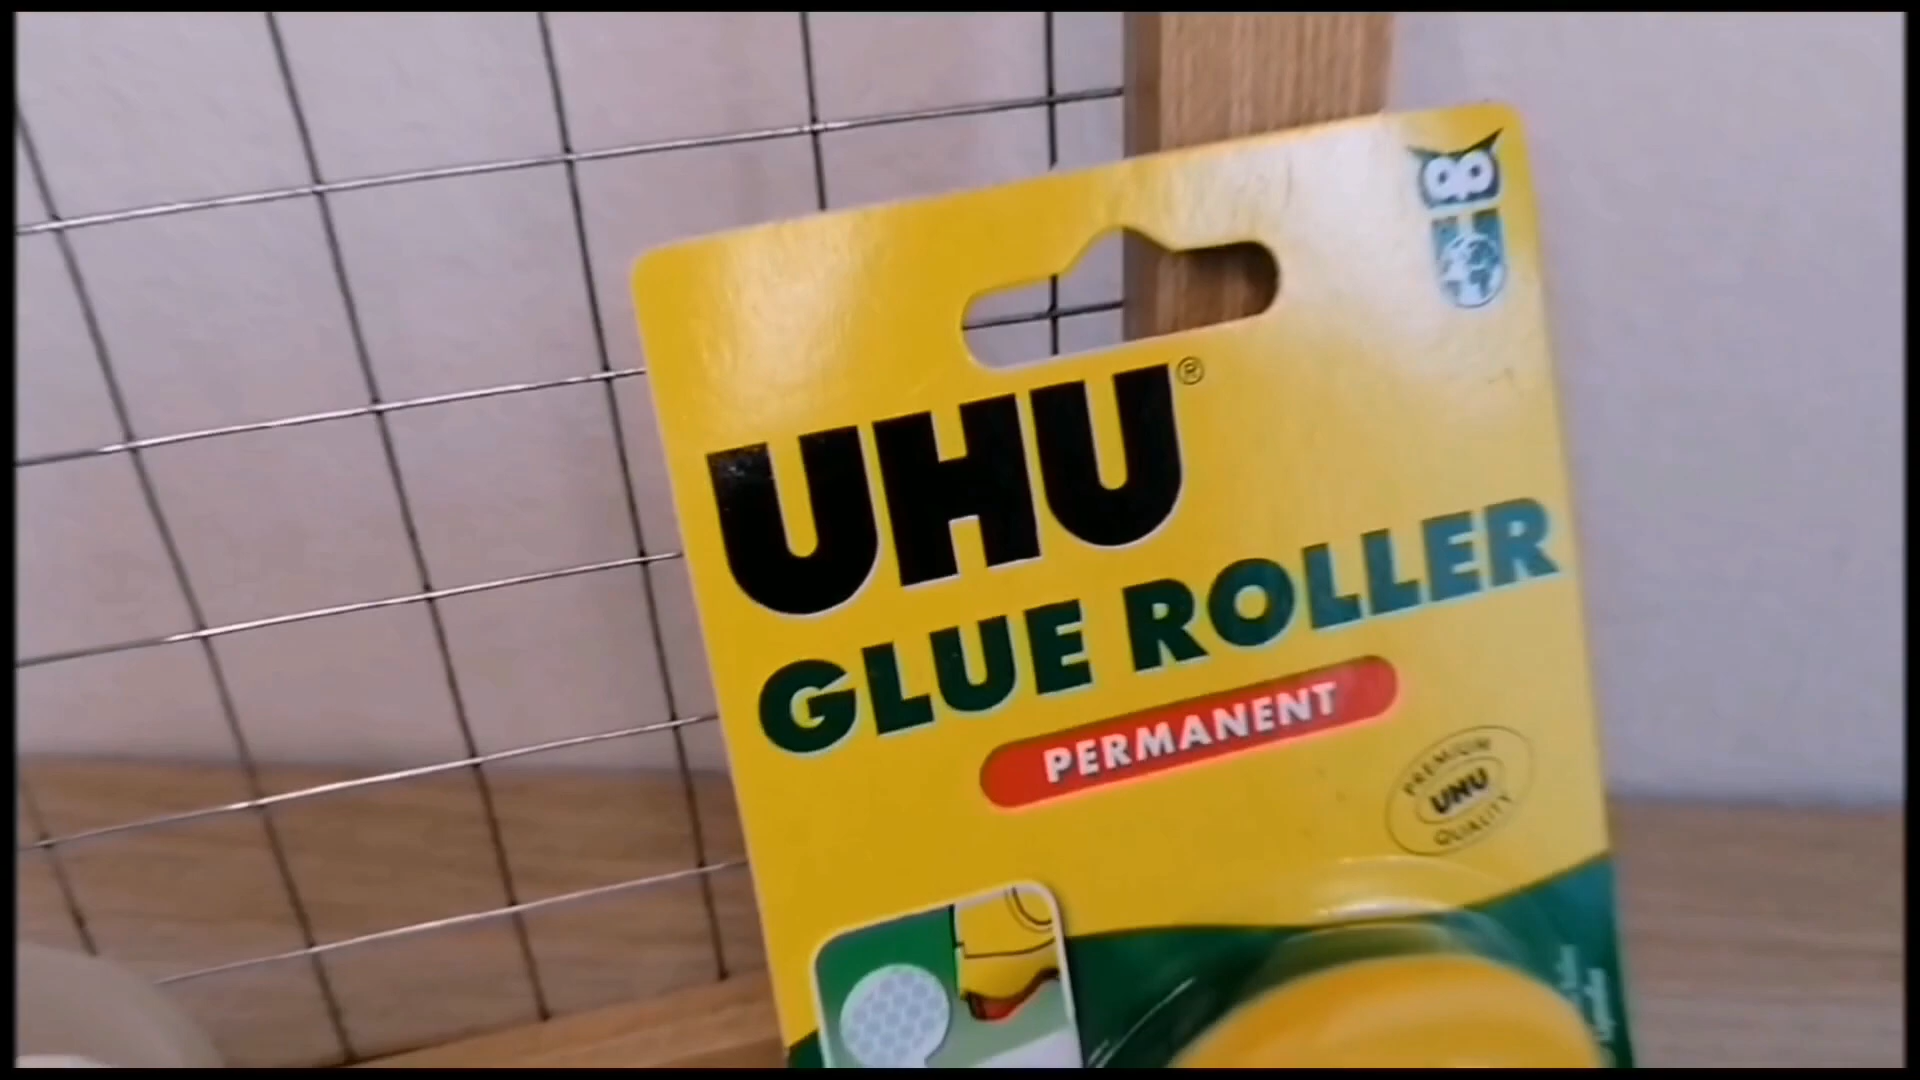 UHU®
GLUE ROLLER
PERMANENT
PREMIUM
UHU
QUALITY